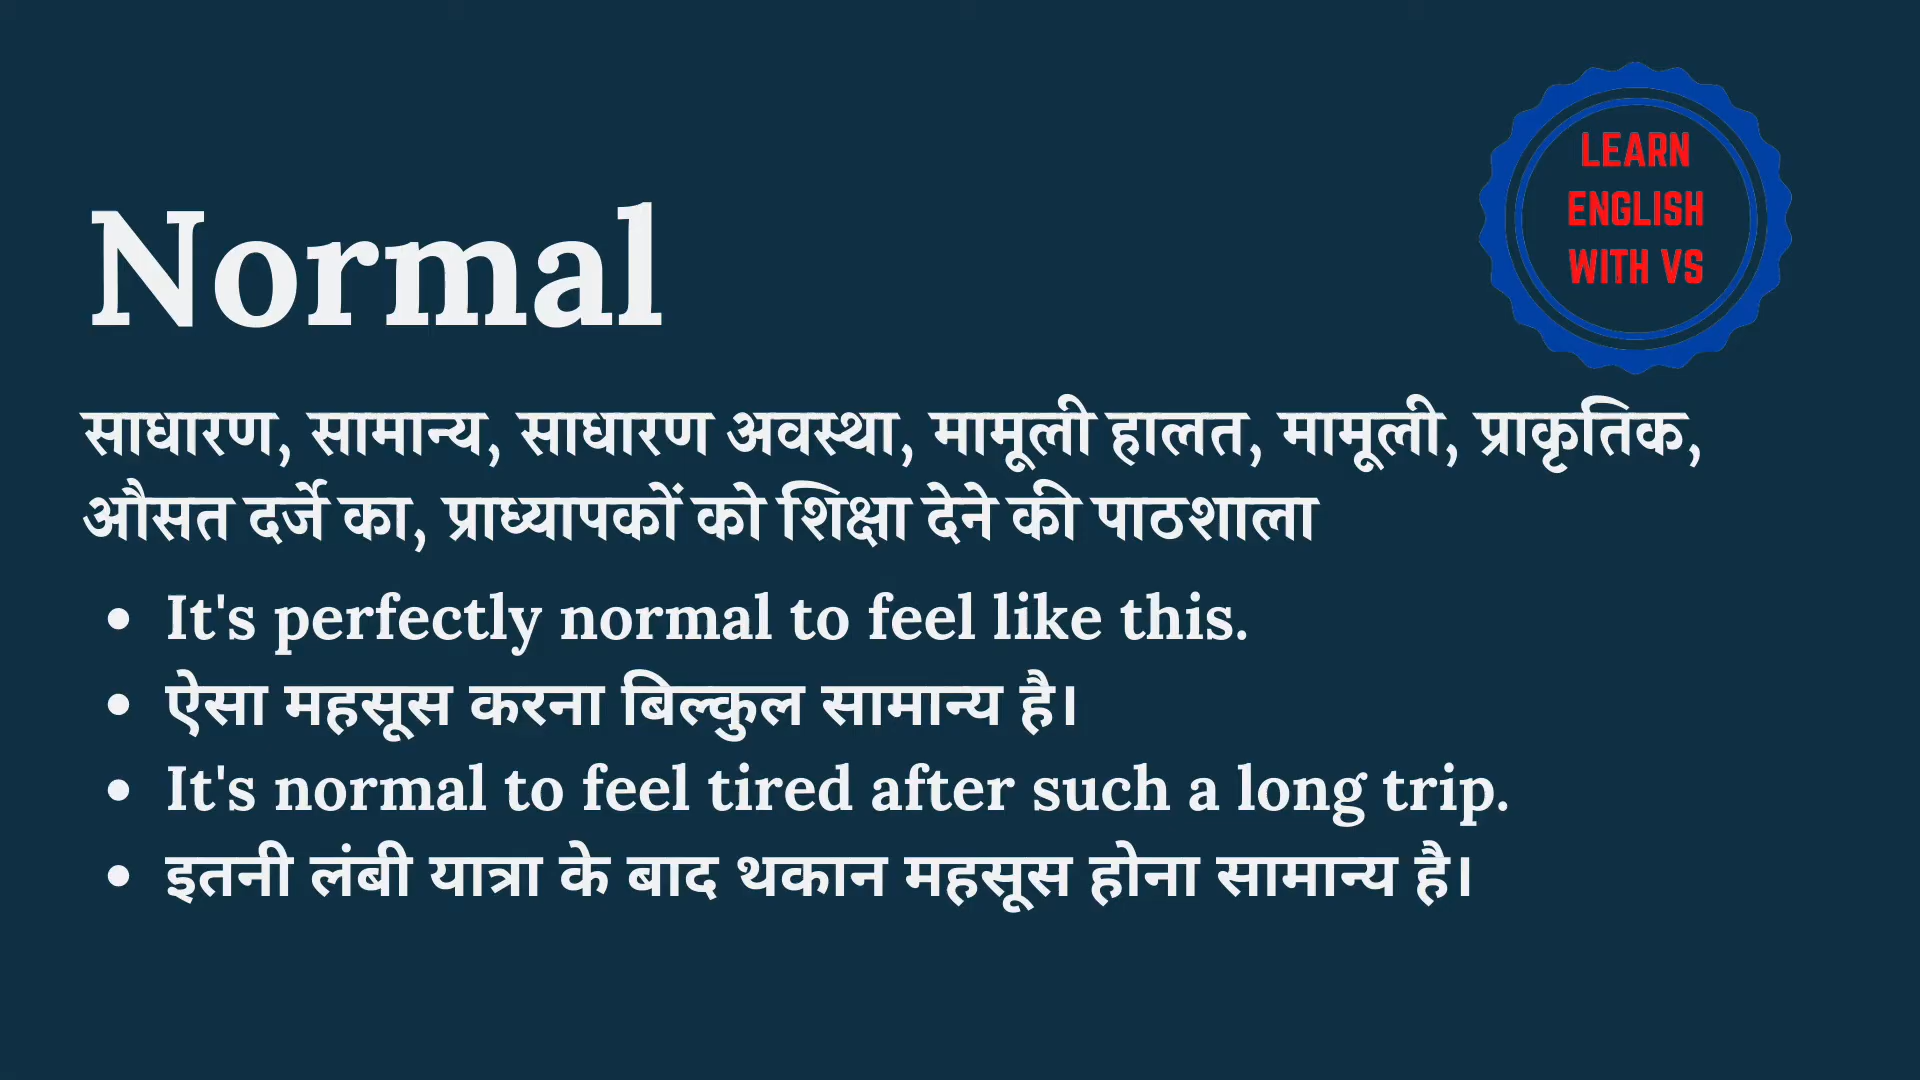 LEARN
ENGLISH
WITH VS
Normal
साधारण, सामान्य, साधारण अवस्था, मामूली हालत, मामूली, प्राकृतिक,
औसत दर्जे का, प्राध्यापकों को शिक्षा देने की पाठशाला
• It's perfectly normal to feel like this.
• ऐसा महसूस करना बिल्कुल सामान्य है।
• It's normal to feel tired after such a long trip.
• इतनी लंबी यात्रा के बाद थकान महसूस होना सामान्य है।